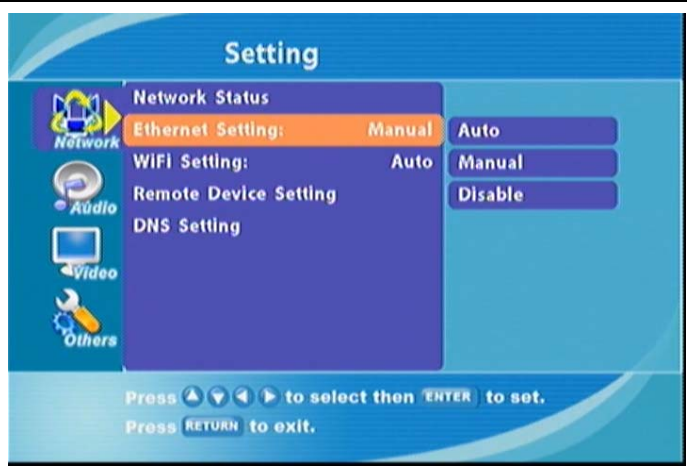 Setting
Network
Audio
Video
Others
Network Status
Ethernet Setting: Manual
WiFi Setting: Auto
Remote Device Setting
DNS Setting
Auto
Manual
Disable
Press to select then ENTER to set.
Press RETURN to exit.